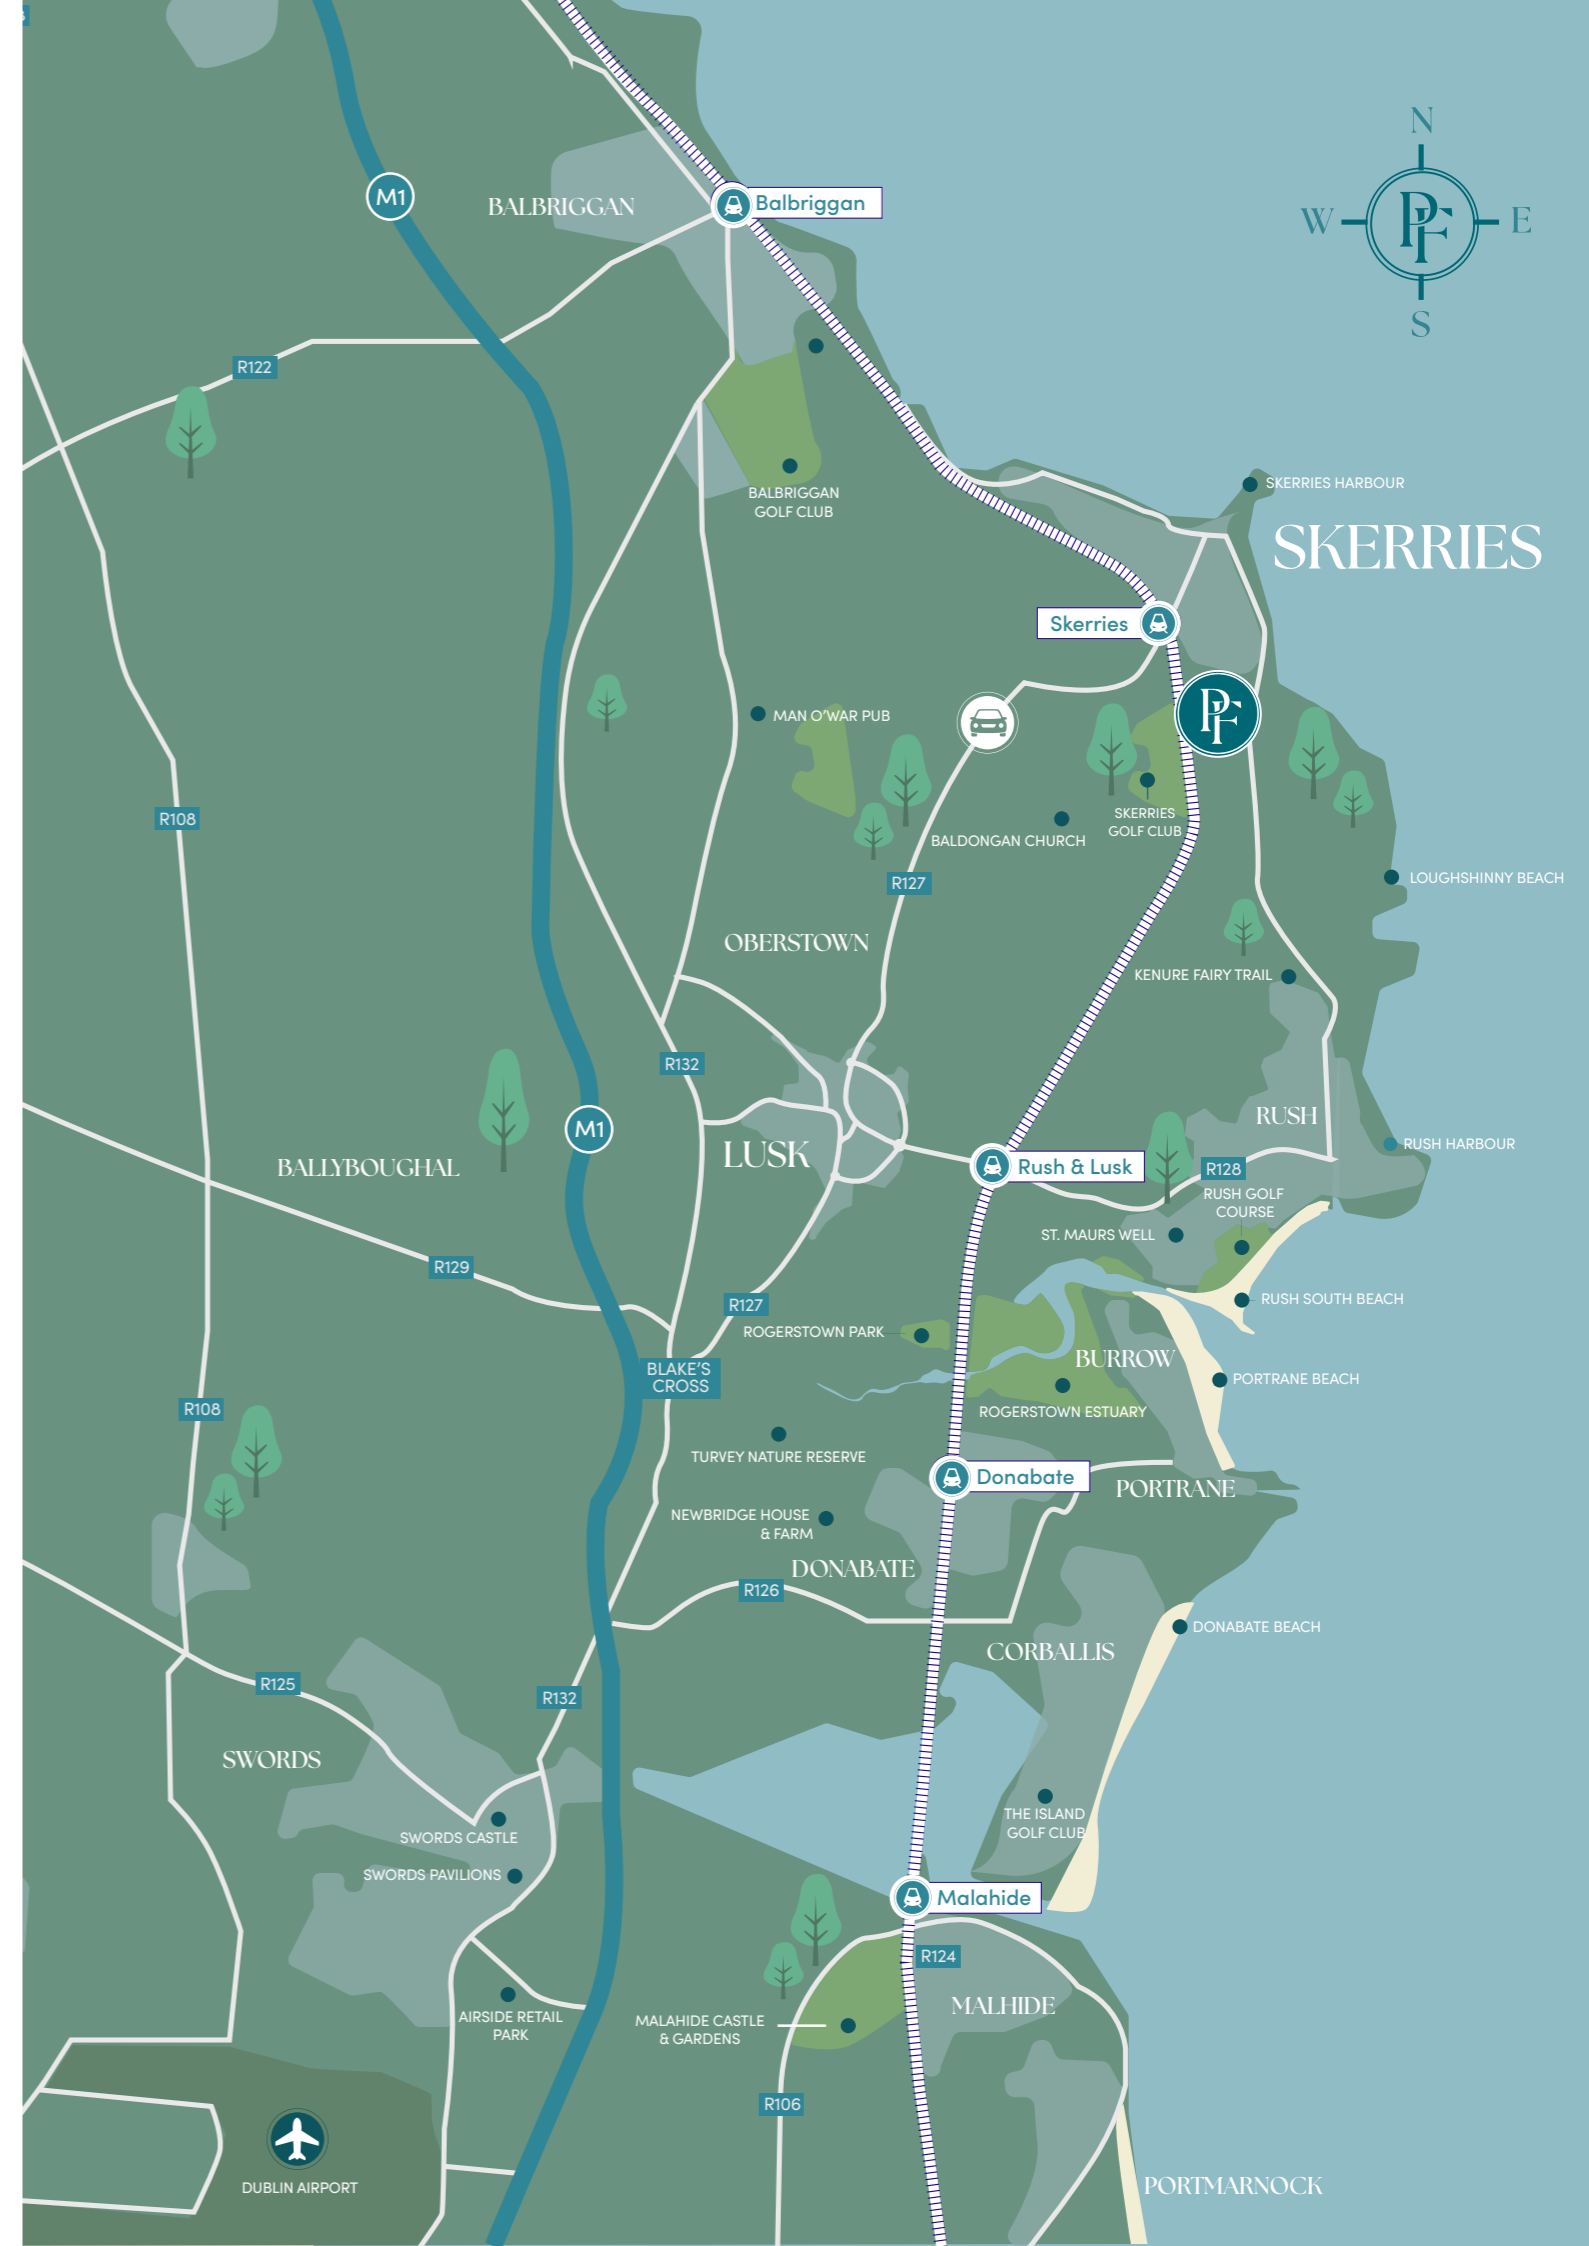 N
W
PF
E
S
M1
BALBRIGGAN
Balbriggan
R122
BALBRIGGAN
GOLF CLUB
SKERRIES HARBOUR
SKERRIES
Skerries
PF
MAN O'WAR PUB
R108
SKERRIES
GOLF CLUB
BALDONGAN CHURCH
R127
LOUGHSHINNY BEACH
OBERSTOWN
KENURE FAIRY TRAIL
R132
M1
RUSH
RUSH HARBOUR
LUSK
BALLYBOUGHAL
Rush & Lusk
R128
RUSH GOLF
COURSE
ST. MAURS WELL
R129
R127
RUSH SOUTH BEACH
ROGERSTOWN PARK
BURROW
BLAKE'S
CROSS
PORTRANE BEACH
R108
ROGERSTOWN ESTUARY
TURVEY NATURE RESERVE
Donabate
PORTRANE
NEWBRIDGE HOUSE
& FARM
DONABATE
R126
DONABATE BEACH
CORBALLIS
R125
R132
SWORDS
THE ISLAND
GOLF CLUB
SWORDS CASTLE
SWORDS PAVILIONS
Malahide
R124
MALHIDE
AIRSIDE RETAIL
PARK
MALAHIDE CASTLE
& GARDENS
R106
DUBLIN AIRPORT
PORTMARNOCK